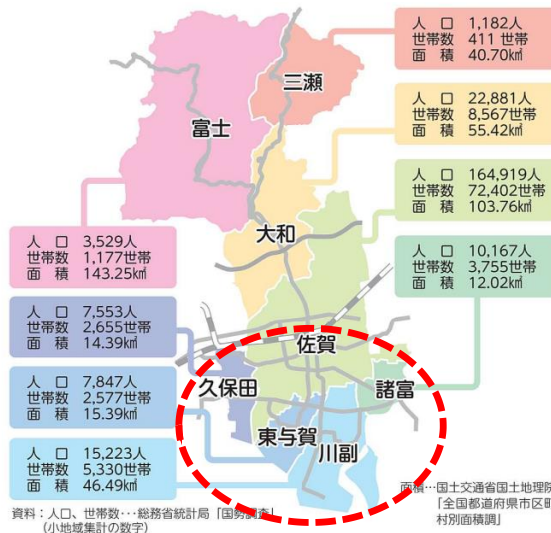 人　口　1,182人
世帯数　411 世帯
面　積　40.70㎢
三瀬
富士
人　口　22,881人
世帯数　8,567世帯
面　積　55.42㎢
人　口　164,919人
世帯数　72,402世帯
面　積　103.76㎢
大和
人　口　3,529人
世帯数　1,177世帯
面　積　143.25㎢
人　口　10,167人
世帯数　3,755世帯
面　積　12.02㎢
人　口　7,553人
世帯数　2,655世帯
面　積　14.39㎢
佐賀
久保田
諸富
人　口　7,847人
世帯数　2,577世帯
面　積　15.39㎢
東与賀
川副
人　口　15,223人
世帯数　5,330世帯
面　積　46.49㎢
資料：人口、世帯数･･･総務省統計局「国勢調査」
（小地域集計の数字）
面積…国土交通省国土地理院
「全国都道府県市区町
村別面積調」